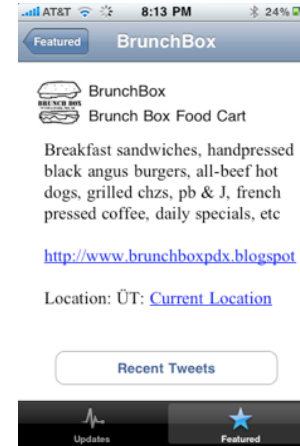 AT&T 8:13 PM 24%
Featured BrunchBox
BrunchBox
BRUNCH BOX
Brunch Box Food Cart
Breakfast sandwiches, handpressed
black angus burgers, all-beef hot
dogs, grilled chzs, pb & J, french
pressed coffee, daily specials, etc
http://www.brunchboxpdx.blogspot
Location: ÜT: Current Location
Recent Tweets
Updates Featured